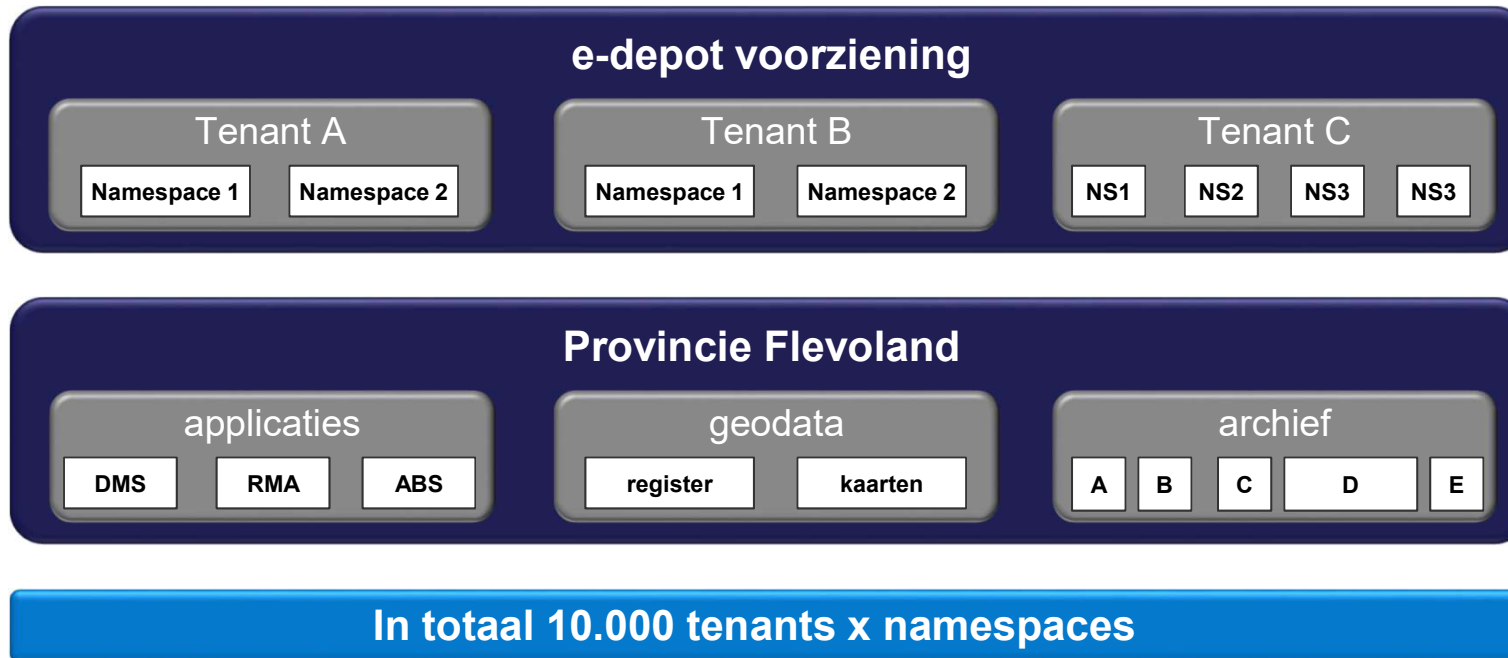 e-depot voorziening
Tenant A
Tenant B
Tenant C
Namespace 1
Namespace 2
Namespace 1
Namespace 2
NS1
NS2
NS3
NS3
Provincie Flevoland
applicaties
geodata
archief
DMS
RMA
ABS
register
kaarten
A
B
C
D
E
In totaal 10.000 tenants x namespaces